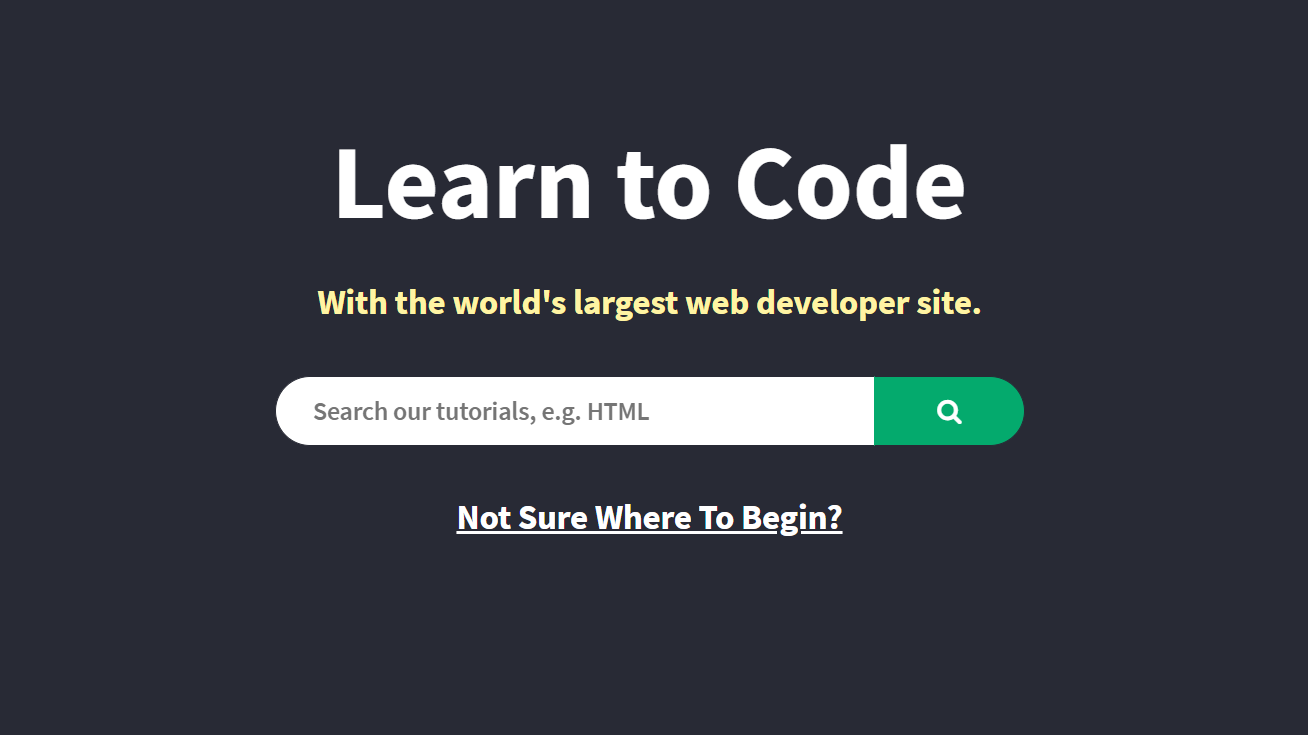 Learn to Code
With the world's largest web developer site.
Search our tutorials, e.g. HTML
Not Sure Where To Begin?